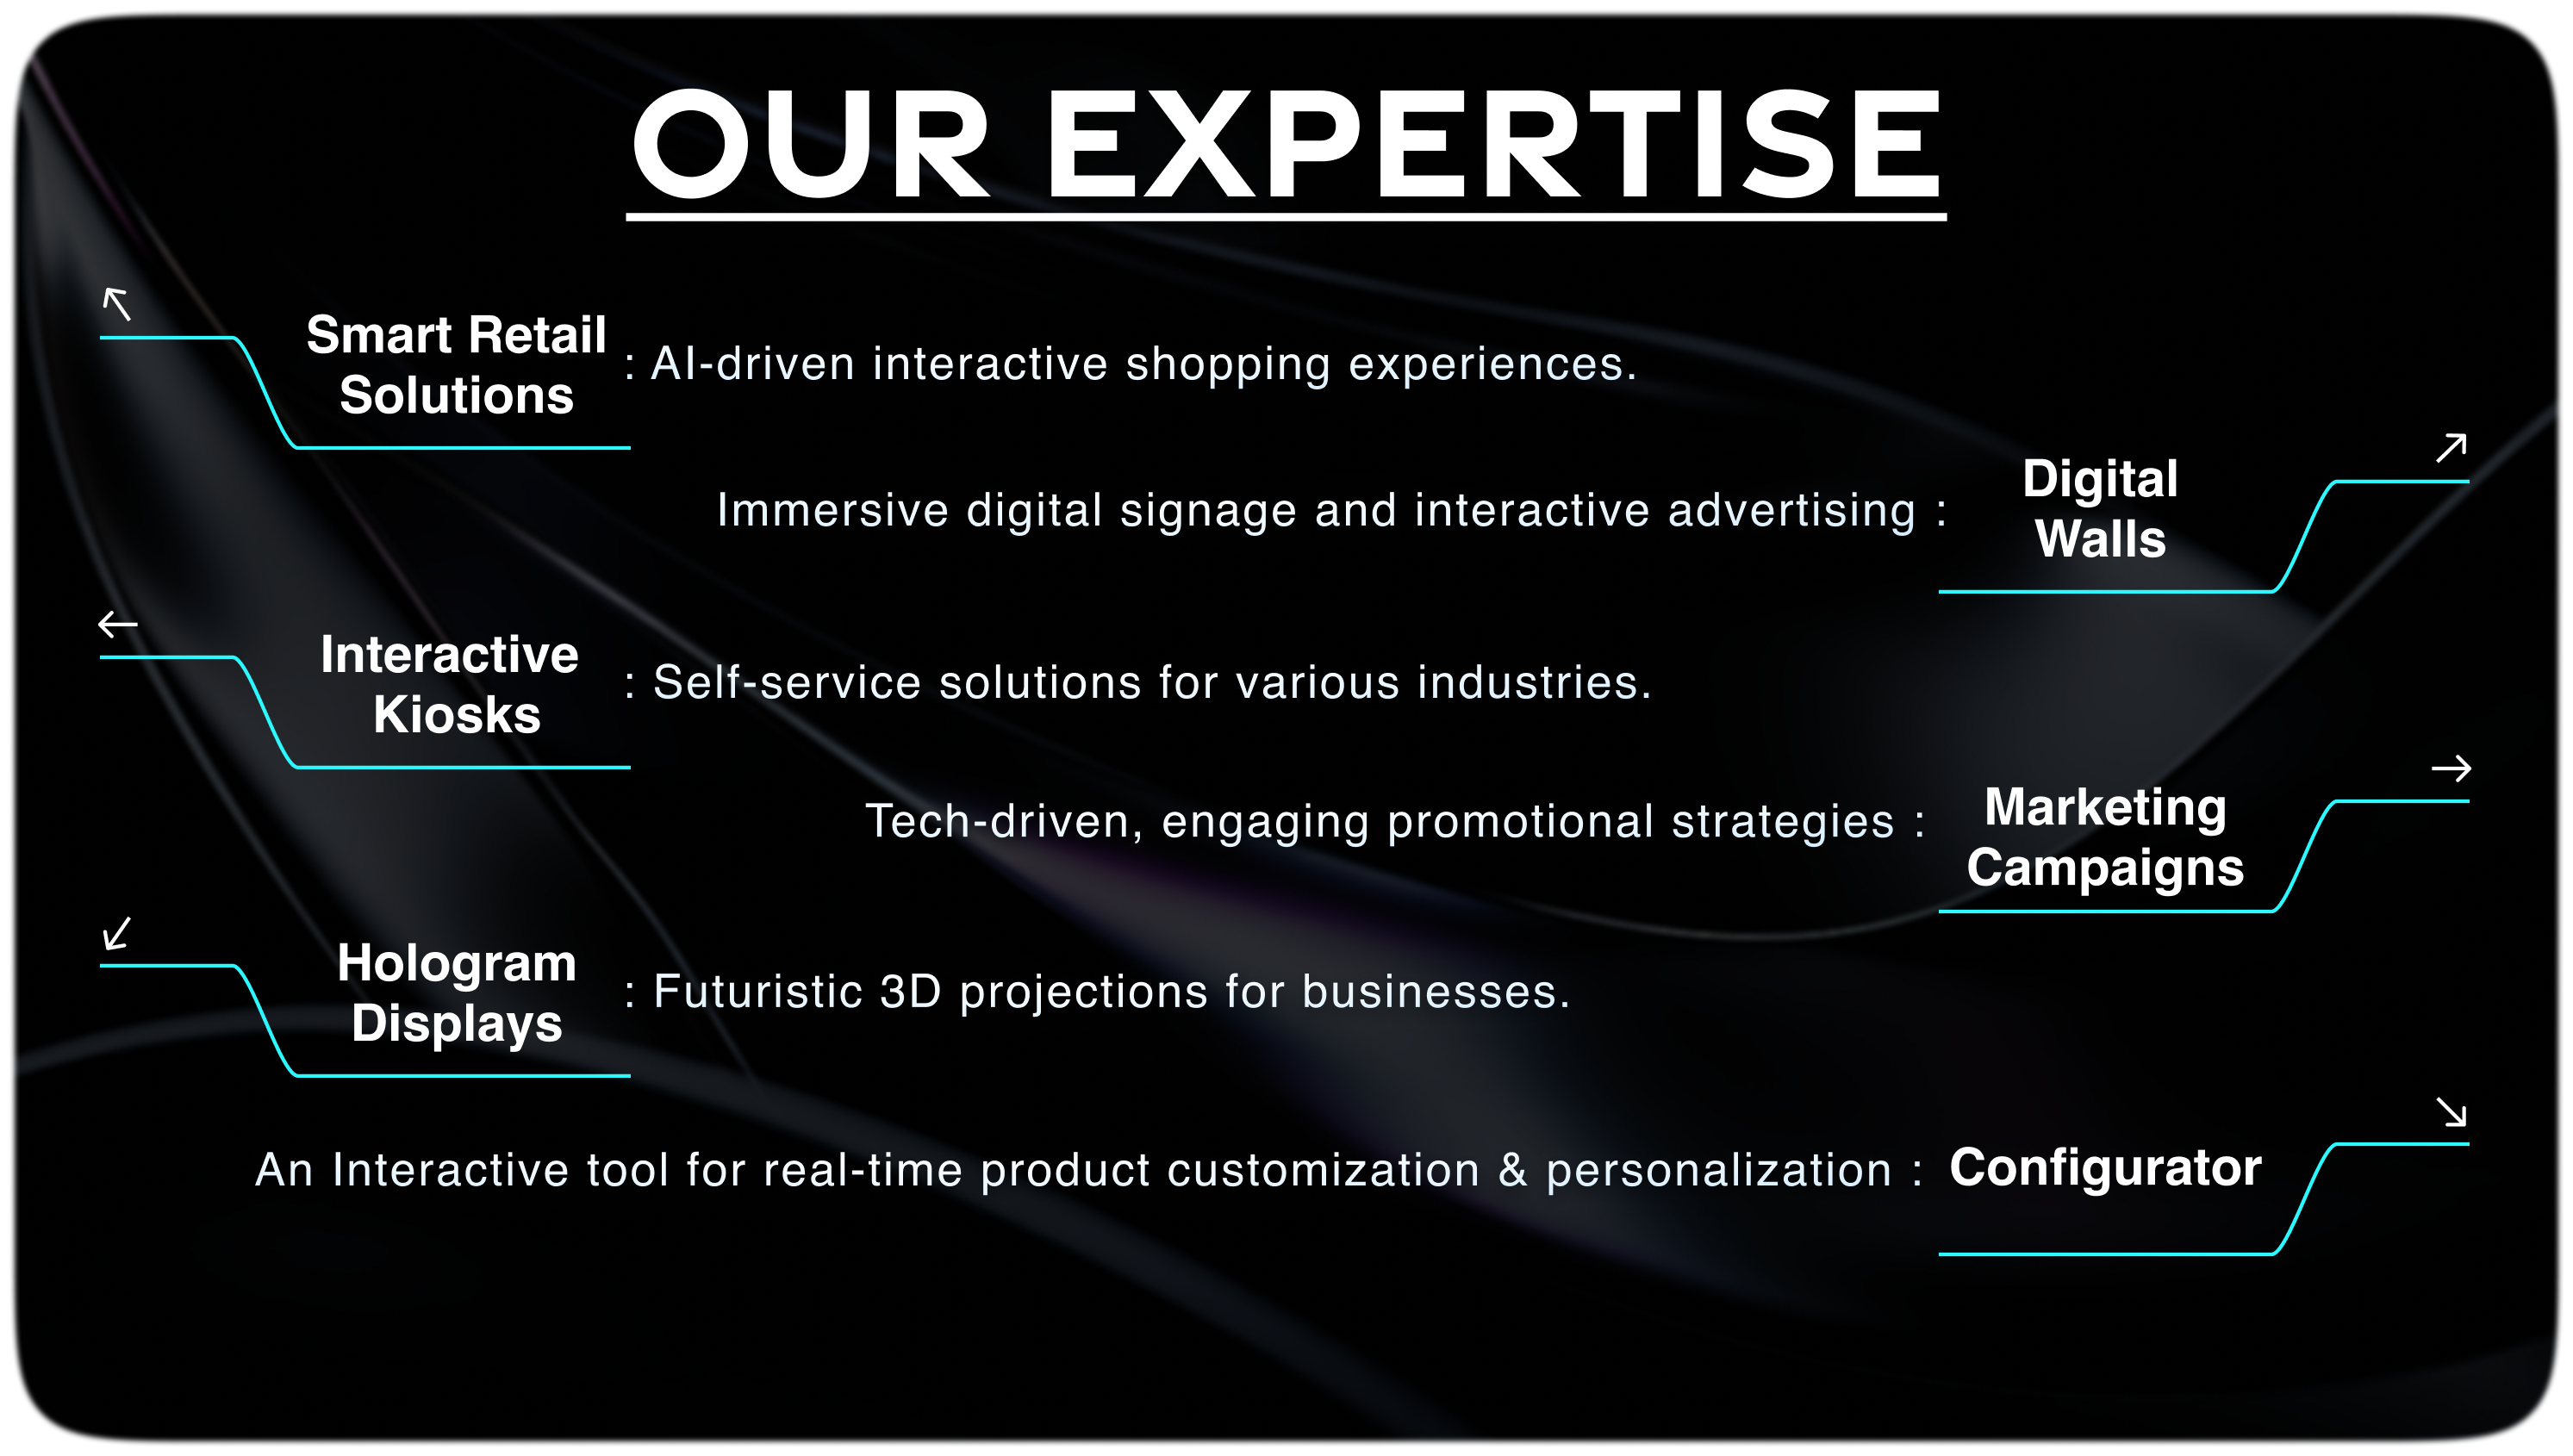 OUR EXPERTISE
Smart Retail
Solutions
: AI-driven interactive shopping experiences.
Immersive digital signage and interactive advertising :
Digital
Walls
Interactive
Kiosks
: Self-service solutions for various industries.
Tech-driven, engaging promotional strategies :
Marketing
Campaigns
Hologram
Displays
: Futuristic 3D projections for businesses.
An Interactive tool for real-time product customization & personalization :
Configurator